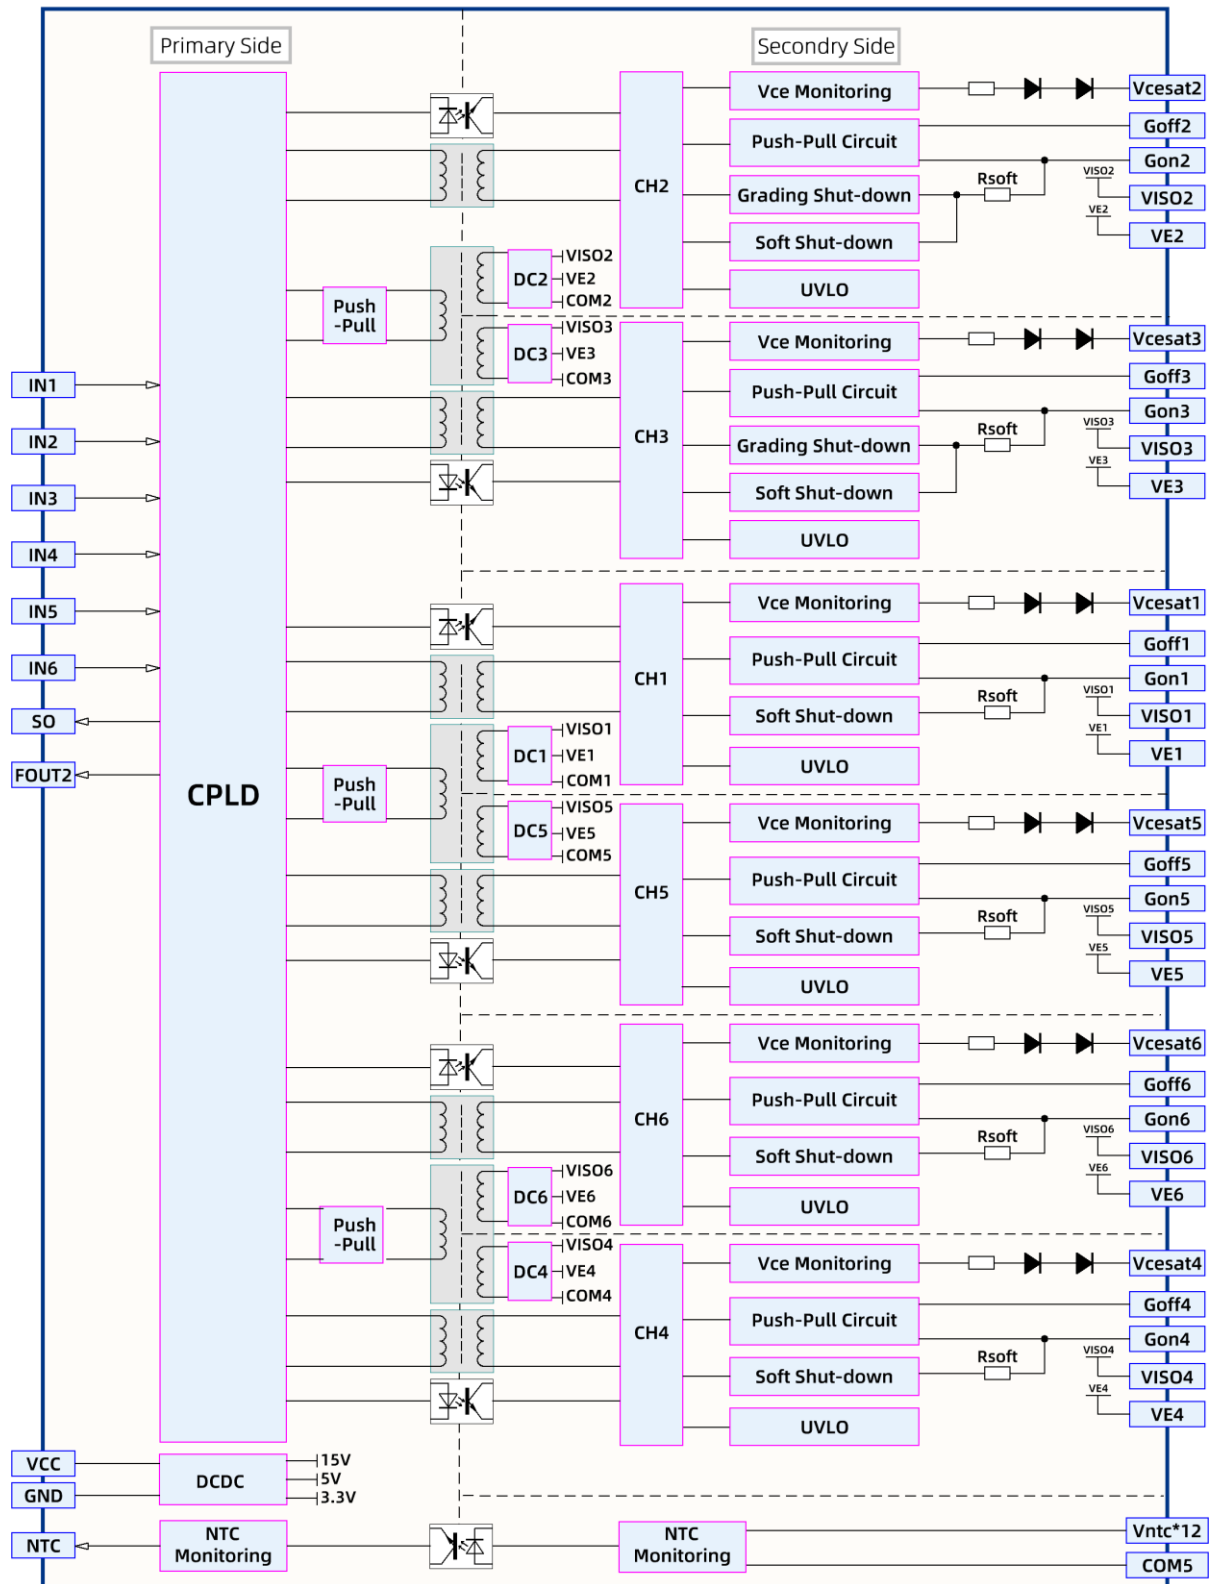 Primary Side
Secondry Side
CPLD
IN1
IN2
IN3
IN4
IN5
IN6
SO
FOUT2
VCC
GND
NTC
DCDC
15V
5V
3.3V
NTC
Monitoring
Push
-Pull
DC2
VISO2
VE2
COM2
DC3
VISO3
VE3
COM3
Push
-Pull
DC1
VISO1
VE1
COM1
DC5
VISO5
VE5
COM5
Push
-Pull
DC6
VISO6
VE6
COM6
DC4
VISO4
VE4
COM4
CH2
Vce Monitoring
Push-Pull Circuit
Grading Shut-down
Soft Shut-down
UVLO
Rsoft
Vcesat2
Goff2
Gon2
VISO2
VISO2
VE2
VE2
CH3
Vce Monitoring
Push-Pull Circuit
Grading Shut-down
Soft Shut-down
UVLO
Rsoft
Vcesat3
Goff3
Gon3
VISO3
VISO3
VE3
VE3
CH1
Vce Monitoring
Push-Pull Circuit
Soft Shut-down
UVLO
Rsoft
Vcesat1
Goff1
Gon1
VISO1
VISO1
VE1
VE1
CH5
Vce Monitoring
Push-Pull Circuit
Soft Shut-down
UVLO
Rsoft
Vcesat5
Goff5
Gon5
VISO5
VISO5
VE5
VE5
CH6
Vce Monitoring
Push-Pull Circuit
Soft Shut-down
UVLO
Rsoft
Vcesat6
Goff6
Gon6
VISO6
VISO6
VE6
VE6
CH4
Vce Monitoring
Push-Pull Circuit
Soft Shut-down
UVLO
Rsoft
Vcesat4
Goff4
Gon4
VISO4
VISO4
VE4
VE4
NTC
Monitoring
Vntc*12
COM5